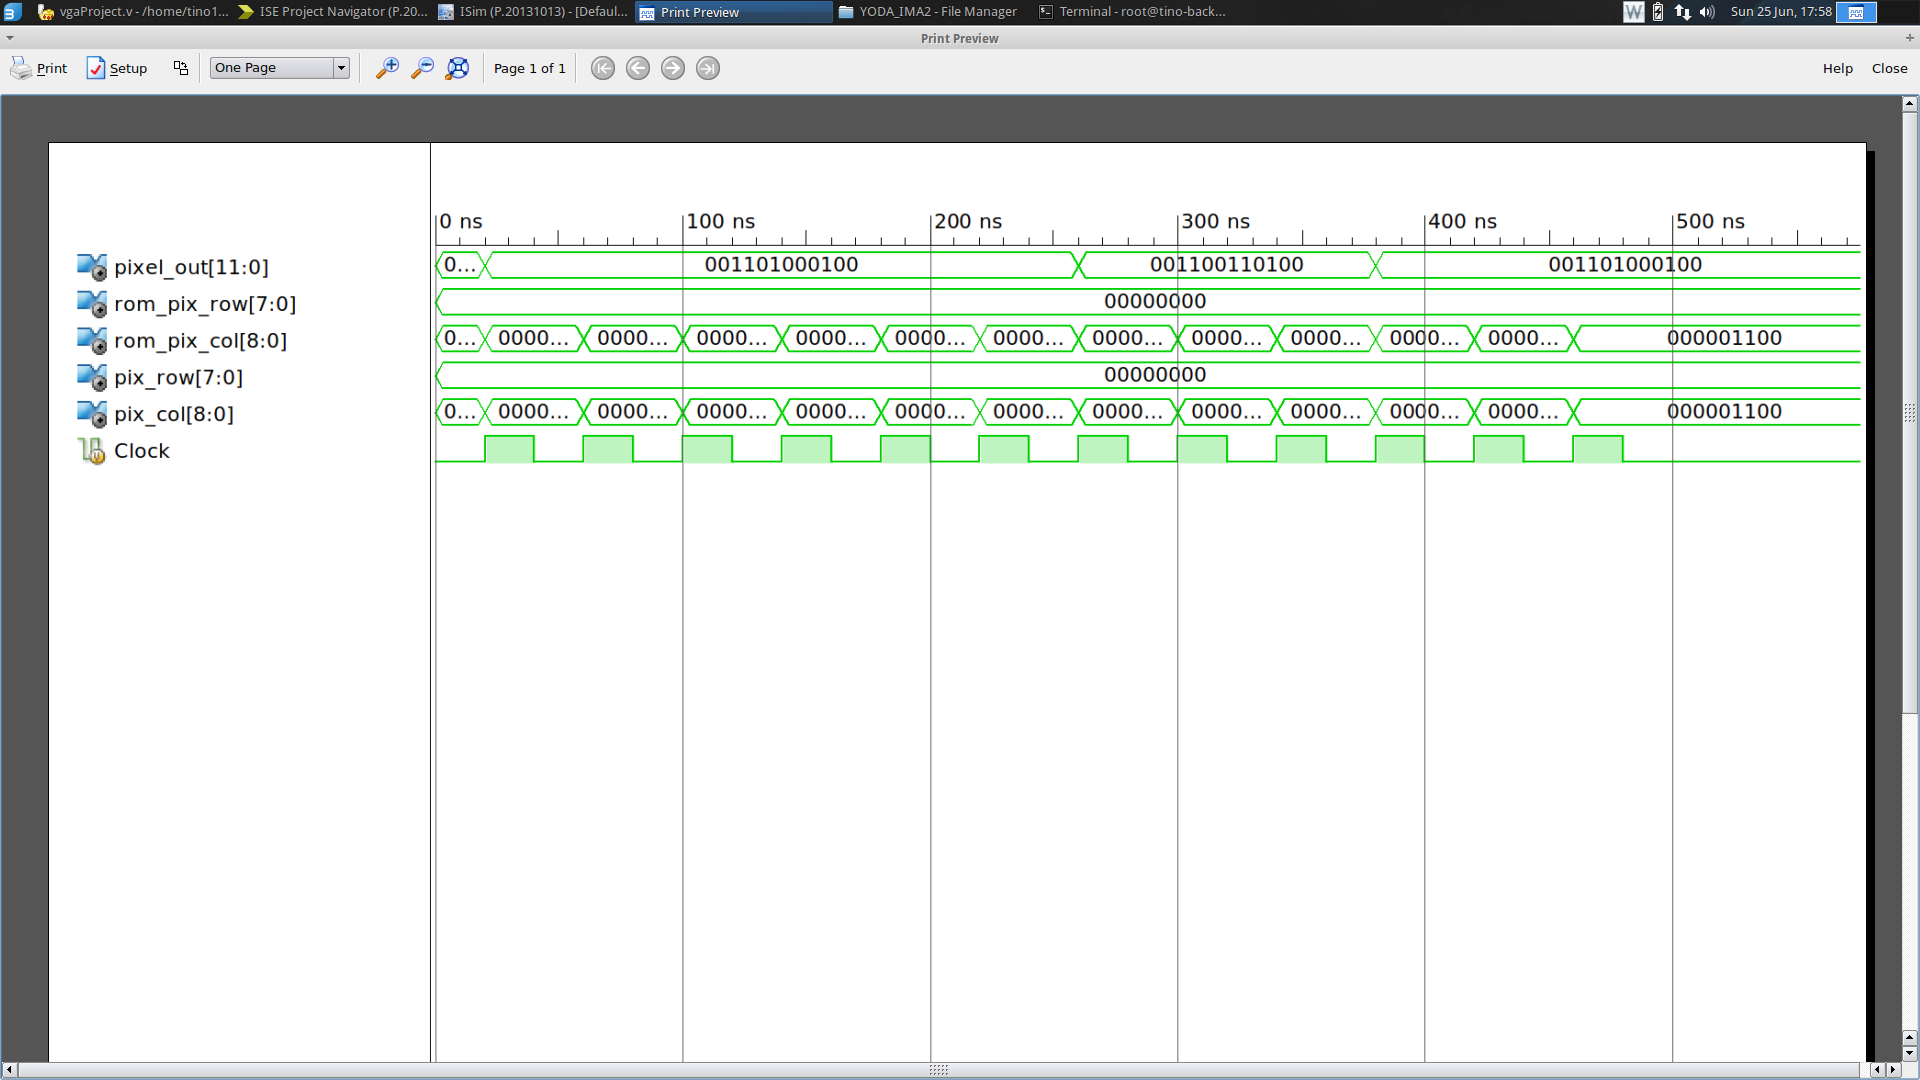 vgaProject.v - /home/tino1... ISE Project Navigator (P.20... ISim (P.20131013) - [Defaul... Print Preview YODA_IMA2 - File Manager Terminal - root@tino-back... W Sun 25 Jun, 17:58
Print Preview
Print Setup One Page Page 1 of 1 Help Close
0 ns 100 ns 200 ns 300 ns 400 ns 500 ns
pixel_out[11:0] 0... 001101000100 001100110100 001101000100
rom_pix_row[7:0] 00000000
rom_pix_col[8:0] 0... 0000... 0000... 0000... 0000... 0000... 0000... 0000... 0000... 0000... 0000... 0000... 000001100
pix_row[7:0] 00000000
pix_col[8:0] 0... 0000... 0000... 0000... 0000... 0000... 0000... 0000... 0000... 0000... 0000... 0000... 000001100
Clock